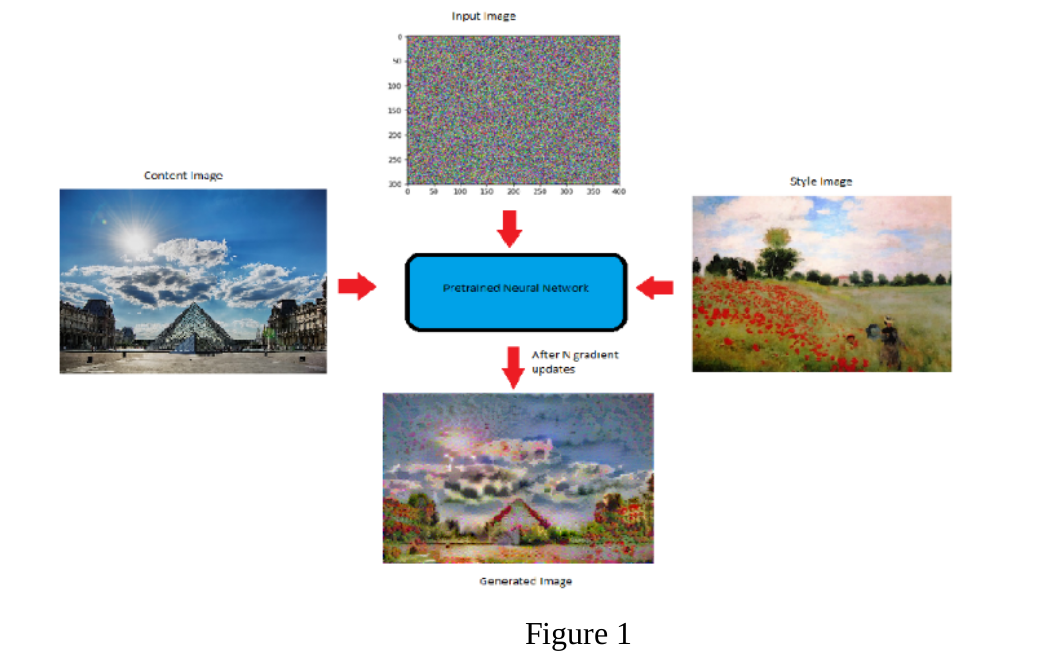 Input Image
0
50
100
150
200
250
300
0 50 100 150 200 250 300 350 400
Content Image
Style Image
Pretrained Neural Network
After N gradient
updates
Generated Image
Figure 1